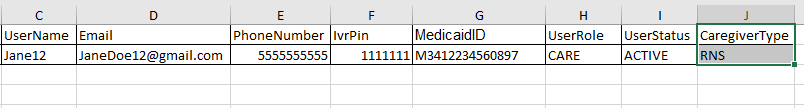 C D E F G H I J
UserName Email PhoneNumber IvrPin MedicaidID UserRole UserStatus CaregiverType
Jane12 JaneDoe12@gmail.com 5555555555 1111111 M3412234560897 CARE ACTIVE RNS